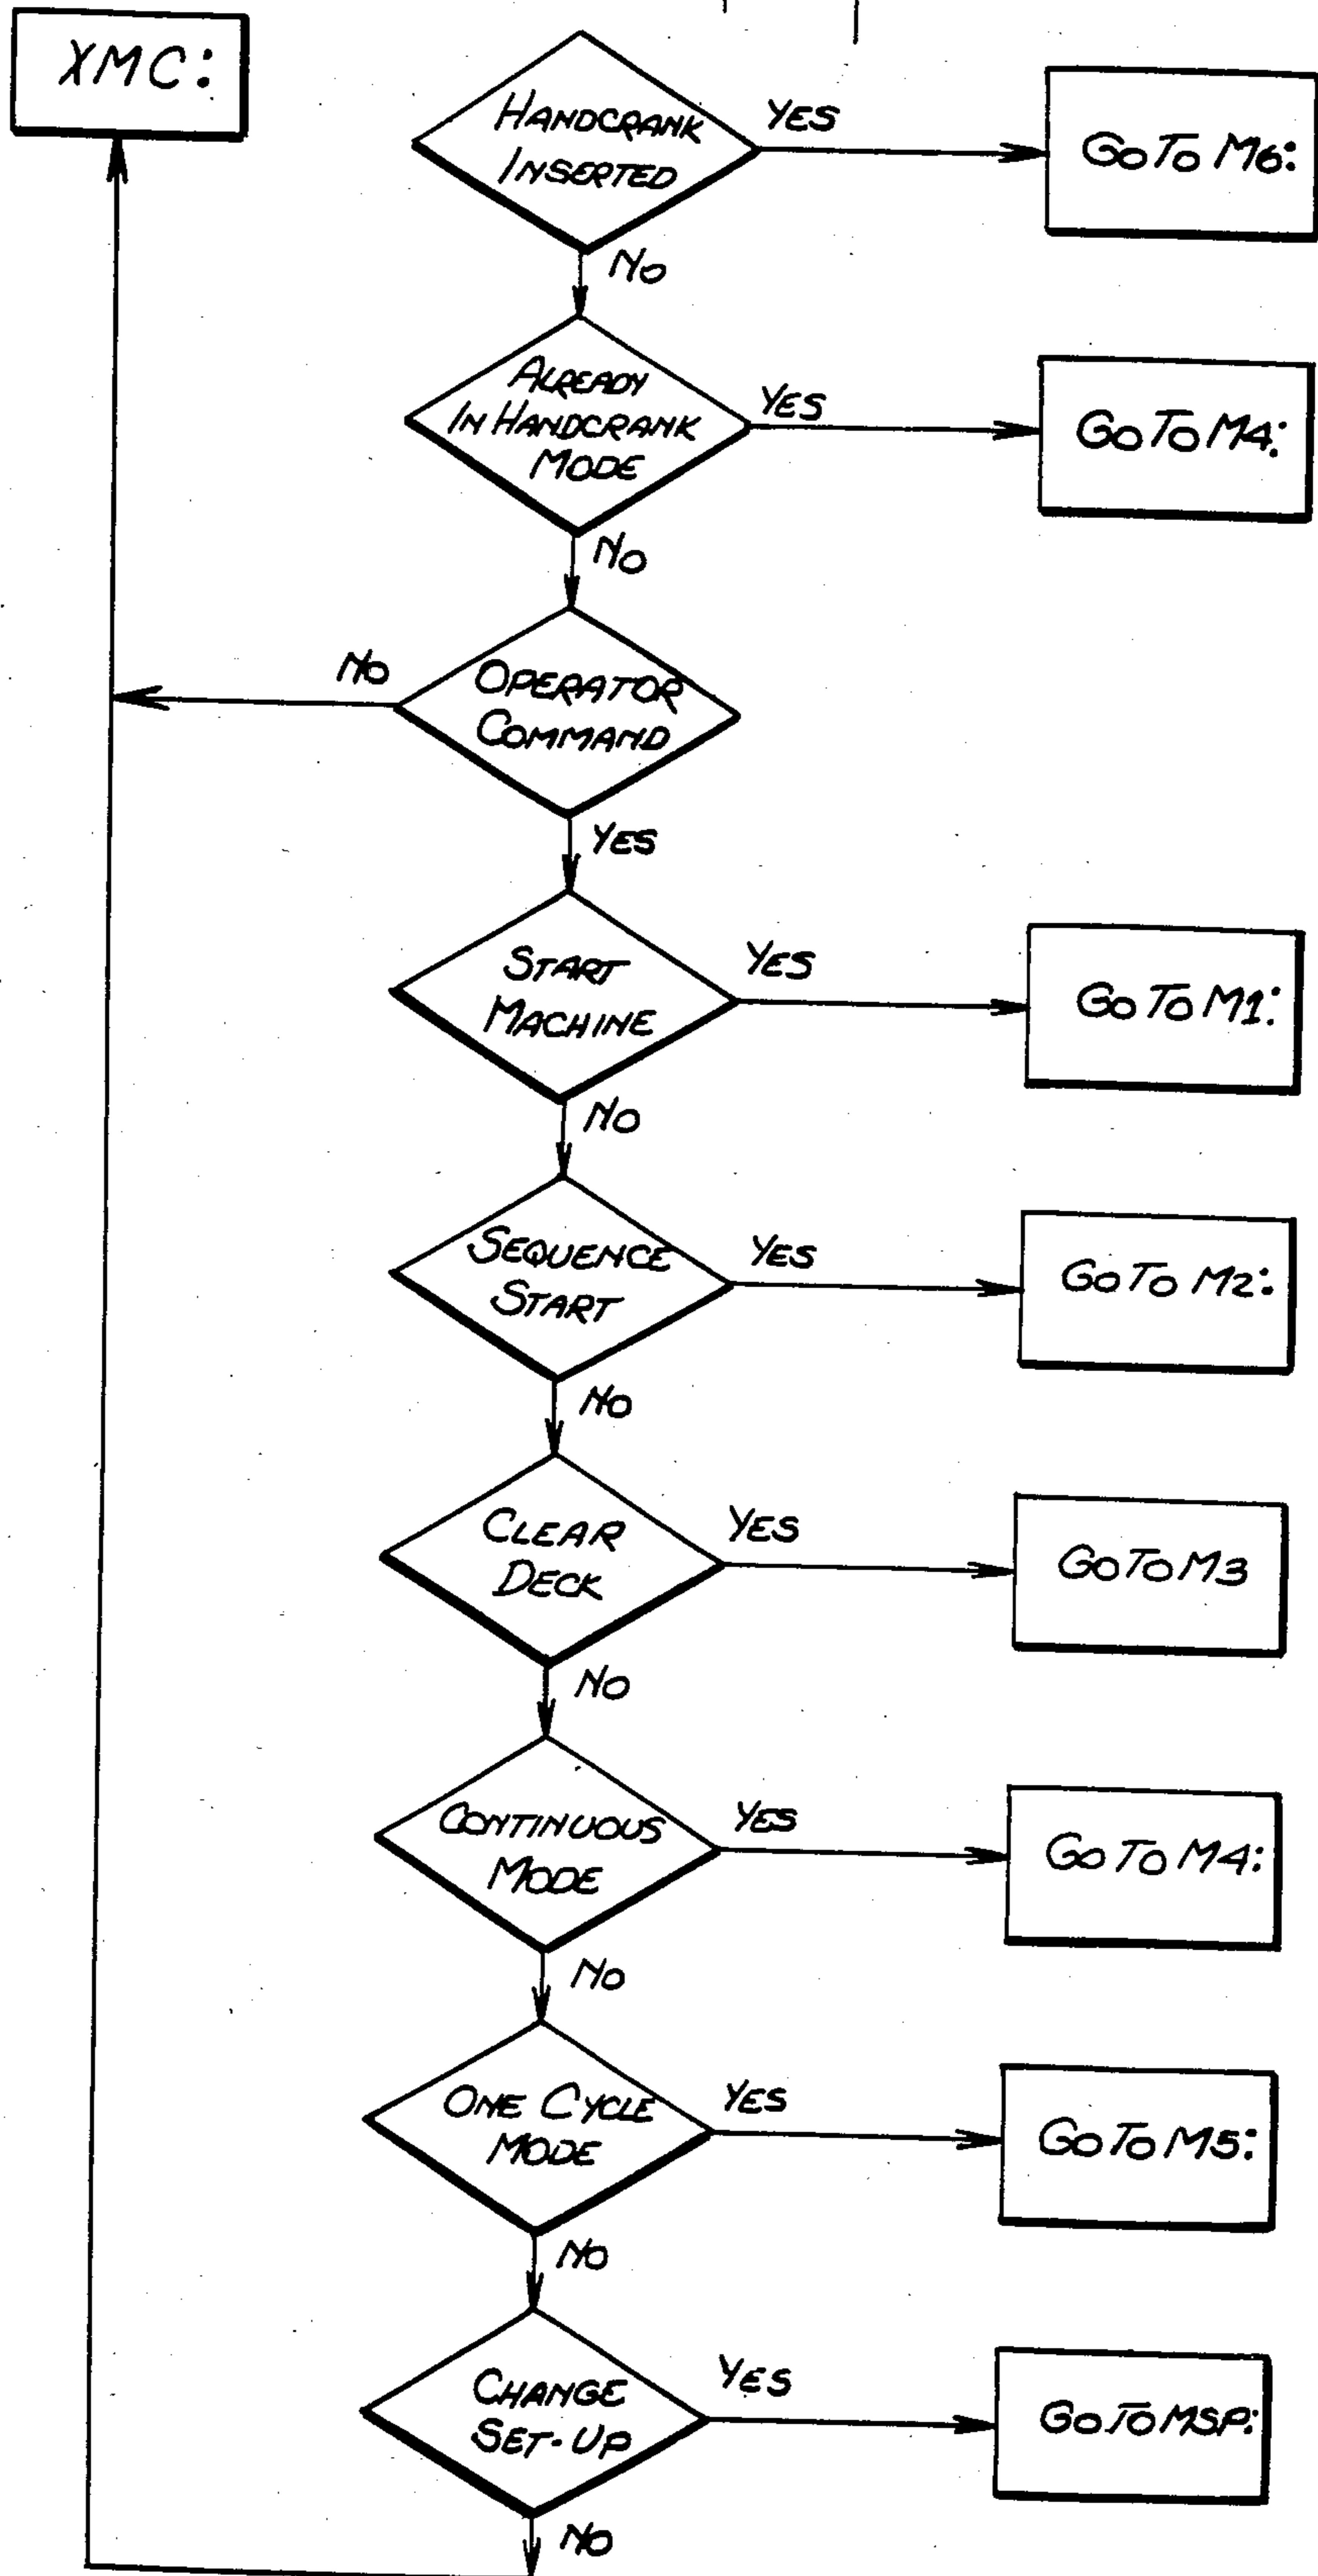 XMC:
HANDCRANK
INSERTED
YES
GO TO M6:
NO
ALREADY
IN HANDCRANK
MODE
YES
GO TO M4:
NO
OPERATOR
COMMAND
NO
YES
START
MACHINE
YES
GO TO M1:
NO
SEQUENCE
START
YES
GO TO M2:
NO
CLEAR
DECK
YES
GO TO M3
NO
CONTINUOUS
MODE
YES
GO TO M4:
NO
ONE CYCLE
MODE
YES
GO TO M5:
NO
CHANGE
SET-UP
YES
GO TO MSP:
NO